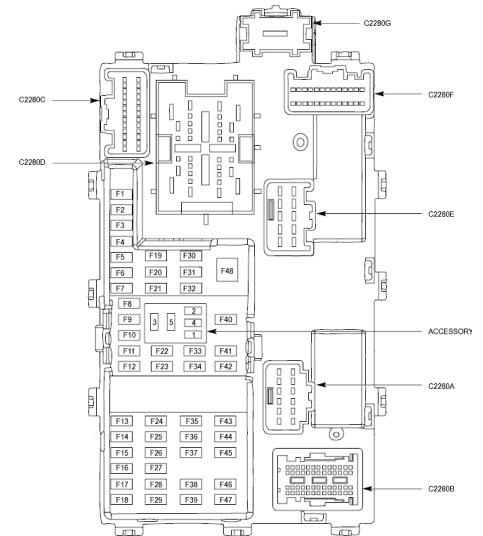 C2280G
C2280C
C2280F
C2280D
F1
F2
F3
C2280E
F4
F5 F19 F30
F6 F20 F31 F48
F7 F21 F32
F8
2
F9 3 5 4 F40
F10 1 ACCESSORY
F11 F22 F33 F41
F12 F23 F34 F42
C2280A
F13 F24 F35 F43
F14 F25 F36 F44
F15 F26 F37 F45
F16 F27
F17 F28 F38 F46
C2280B
F18 F29 F39 F47